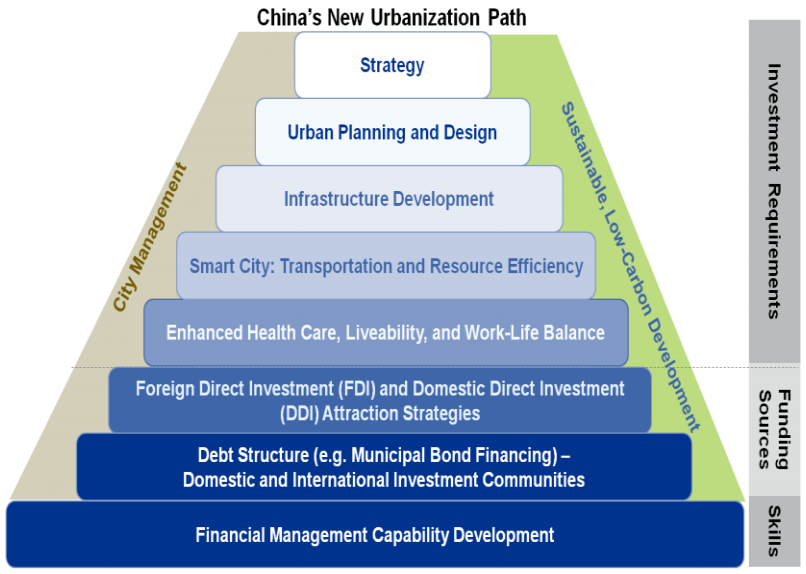 China's New Urbanization Path
Strategy
Urban Planning and Design
Infrastructure Development
Smart City: Transportation and Resource Efficiency
Enhanced Health Care, Liveability, and Work-Life Balance
Foreign Direct Investment (FDI) and Domestic Direct Investment
(DDI) Attraction Strategies
Debt Structure (e.g. Municipal Bond Financing) –
Domestic and International Investment Communities
Financial Management Capability Development
City Management
Sustainable, Low-Carbon Development
Investment Requirements
Funding
Sources
Skills